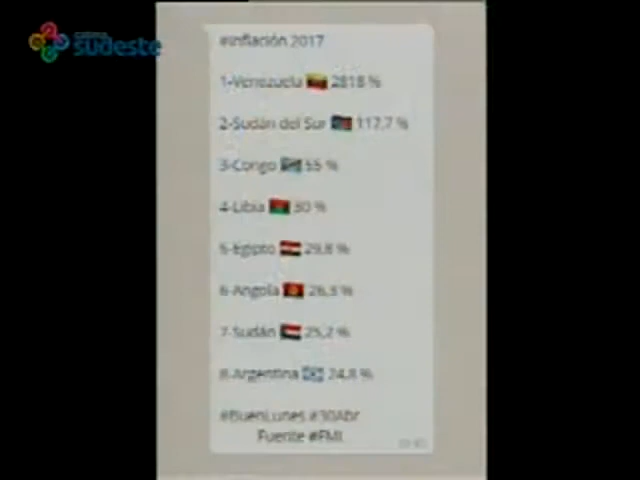 sudeste
#Inflación 2017
1-Venezuela 2818 %
2-Sudán del Sur 117,7 %
3-Congo 55 %
4-Libia 30 %
5-Egipto 29,8 %
6-Angola 26,3 %
7-Sudán 25,2 %
8-Argentina 24,8 %
#BuenLunes #30Abr
Fuente #FMI